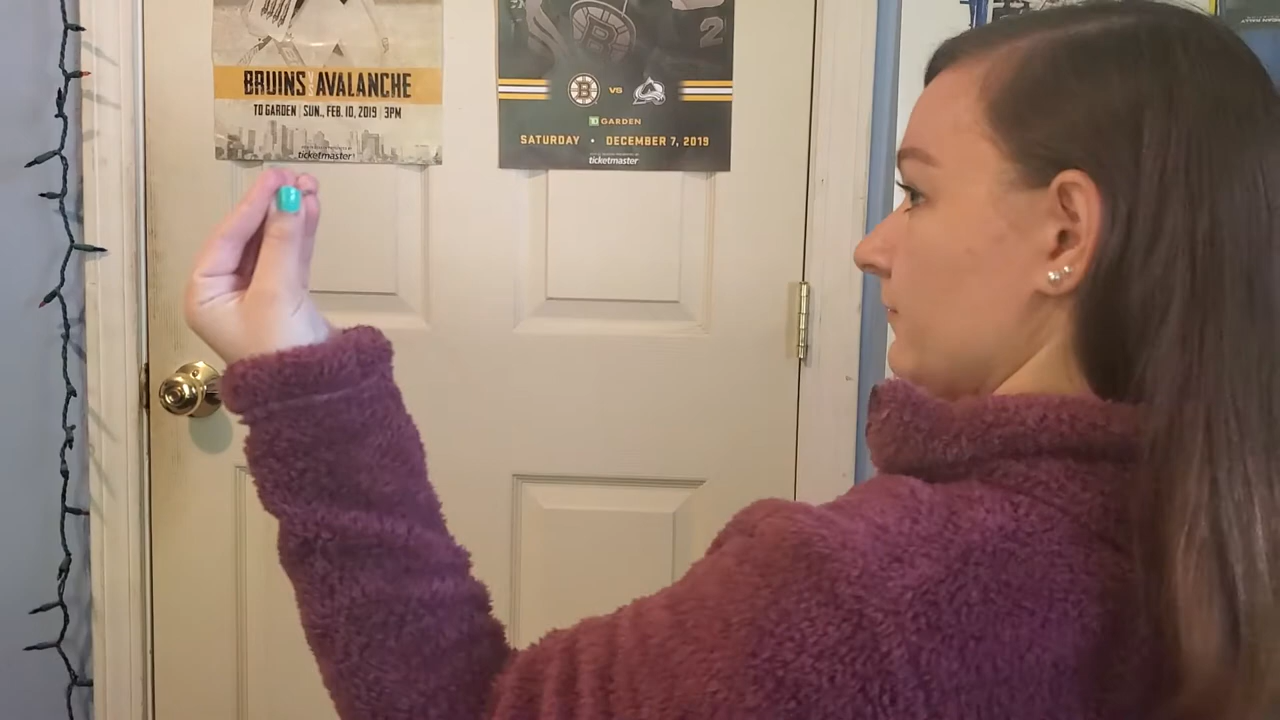 BRUINS VS AVALANCHE
TD GARDEN | SUN., FEB. 10, 2019 | 3PM
ticketmaster
2
B VS A
TD GARDEN
SATURDAY • DECEMBER 7, 2019
ticketmaster